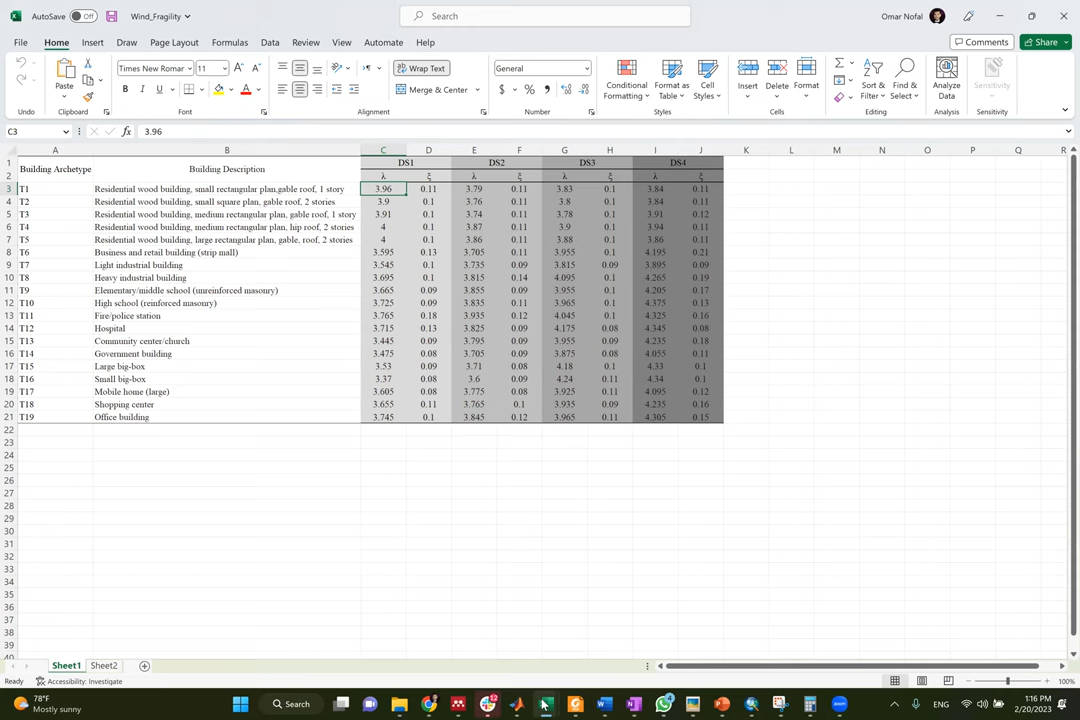 AutoSave Off Wind_Fragility Search Omar Nofal
File Home Insert Draw Page Layout Formulas Data Review View Automate Help Comments Share
Paste Times New Roman 11 Wrap Text General Conditional Formatting Format as Table Cell Styles Insert Delete Format Sort & Filter Find & Select Analyze Data Sensitivity
B I U Merge & Center $ % ,
Undo Clipboard Font Alignment Number Styles Cells Editing Analysis Sensitivity
C3 fx 3.96
A B C D E F G H I J K L M N O P Q R
1 Building Archetype Building Description DS1 DS2 DS3 DS4
2 λ ξ λ ξ λ ξ λ ξ
3 T1 Residential wood building, small rectangular plan,gable roof, 1 story 3.96 0.11 3.79 0.11 3.83 0.1 3.84 0.11
4 T2 Residential wood building, small square plan, gable roof, 2 stories 3.9 0.1 3.76 0.11 3.8 0.1 3.84 0.11
5 T3 Residential wood building, medium rectangular plan, gable roof, 1 story 3.91 0.1 3.74 0.11 3.78 0.1 3.91 0.12
6 T4 Residential wood building, medium rectangular plan, hip roof, 2 stories 4 0.1 3.87 0.11 3.9 0.1 3.94 0.11
7 T5 Residential wood building, large rectangular plan, gable, roof, 2 stories 4 0.1 3.86 0.11 3.88 0.1 3.86 0.11
8 T6 Business and retail building (strip mall) 3.595 0.13 3.705 0.11 3.955 0.11 4.195 0.21
9 T7 Light industrial building 3.545 0.1 3.735 0.09 3.815 0.09 3.895 0.09
10 T8 Heavy industrial building 3.695 0.1 3.815 0.14 4.095 0.1 4.265 0.19
11 T9 Elementary/middle school (unreinforced masonry) 3.665 0.09 3.855 0.09 3.955 0.11 4.205 0.17
12 T10 High school (reinforced masonry) 3.725 0.09 3.835 0.11 3.965 0.1 4.375 0.13
13 T11 Fire/police station 3.765 0.18 3.935 0.12 4.045 0.1 4.325 0.16
14 T12 Hospital 3.715 0.13 3.825 0.09 4.175 0.08 4.345 0.08
15 T13 Community center/church 3.445 0.09 3.795 0.09 3.955 0.09 4.235 0.18
16 T14 Government building 3.475 0.08 3.705 0.09 3.875 0.08 4.055 0.11
17 T15 Large big-box 3.53 0.09 3.71 0.08 4.18 0.1 4.33 0.1
18 T16 Small big-box 3.37 0.08 3.6 0.09 4.24 0.11 4.34 0.1
19 T17 Mobile home (large) 3.605 0.08 3.775 0.08 3.925 0.11 4.095 0.12
20 T18 Shopping center 3.655 0.11 3.765 0.1 3.935 0.09 4.235 0.16
21 T19 Office building 3.745 0.1 3.845 0.12 3.965 0.11 4.305 0.15
22
23
24
25
26
27
28
29
30
31
32
33
34
35
36
37
38
39
40
Sheet1 Sheet2
Ready Accessibility: Investigate 100%
78°F Mostly sunny Search 12 4 ENG 1:16 PM 2/20/2023